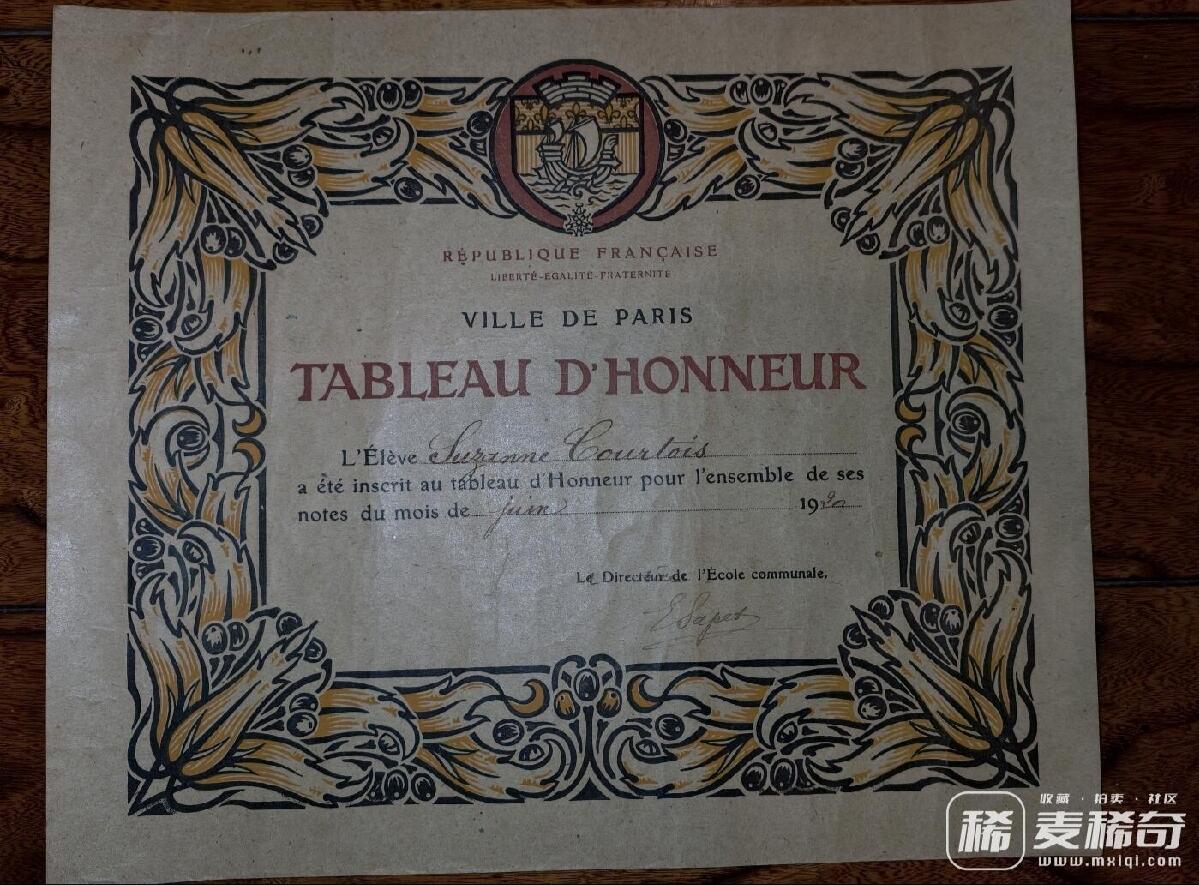 RÉPUBLIQUE FRANÇAISE
LIBERTÉ-EGALITÉ-FRATERNITÉ
VILLE DE PARIS
TABLEAU D'HONNEUR
L'Élève Suzanne Courtois
a été inscrit au tableau d'Honneur pour l'ensemble de ses
notes du mois de juin 19
Le Directeur de l'École communale,
稀 麦稀奇
收藏 · 拍卖 · 社区
www.mxiqi.com